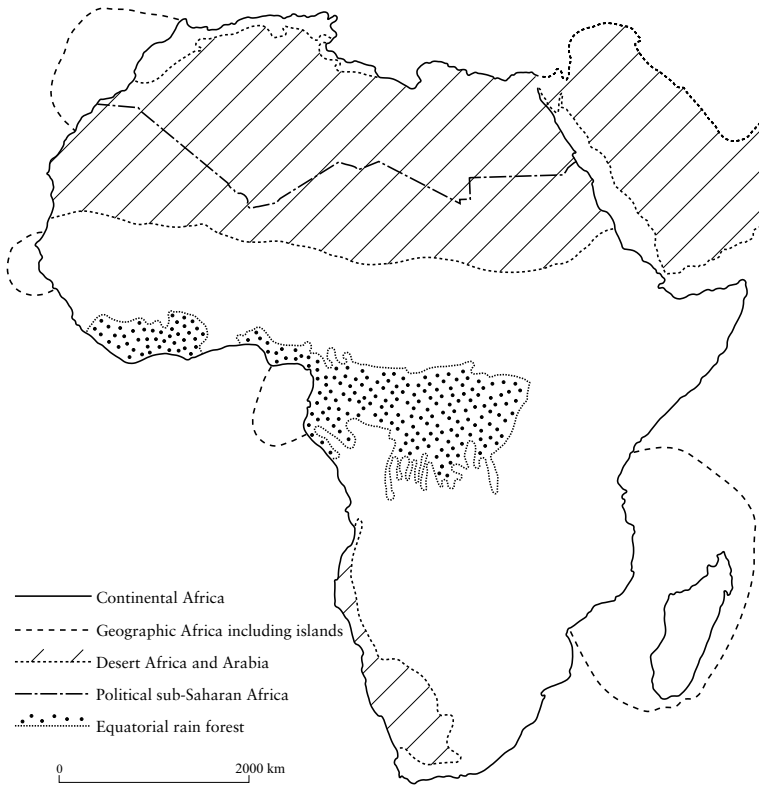 Continental Africa
Geographic Africa including islands
Desert Africa and Arabia
Political sub-Saharan Africa
Equatorial rain forest
0 2000 km